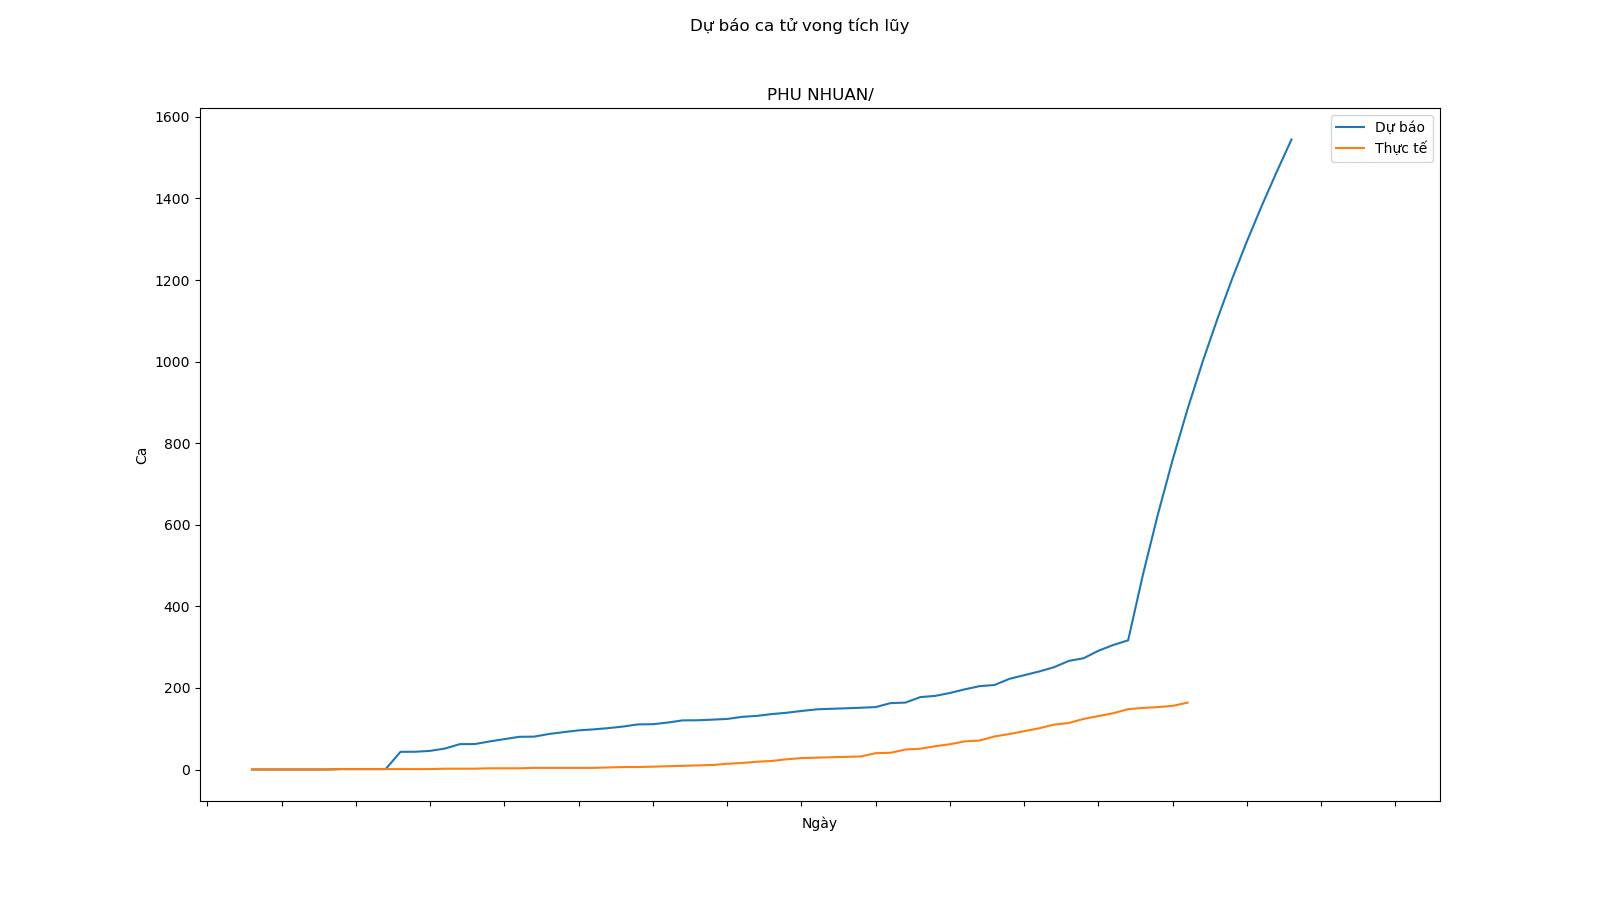 Dự báo ca tử vong tích lũy
PHU NHUAN/
1600
1400
1200
1000
800
600
400
200
0
Ca
Ngày
Dự báo
Thực tế